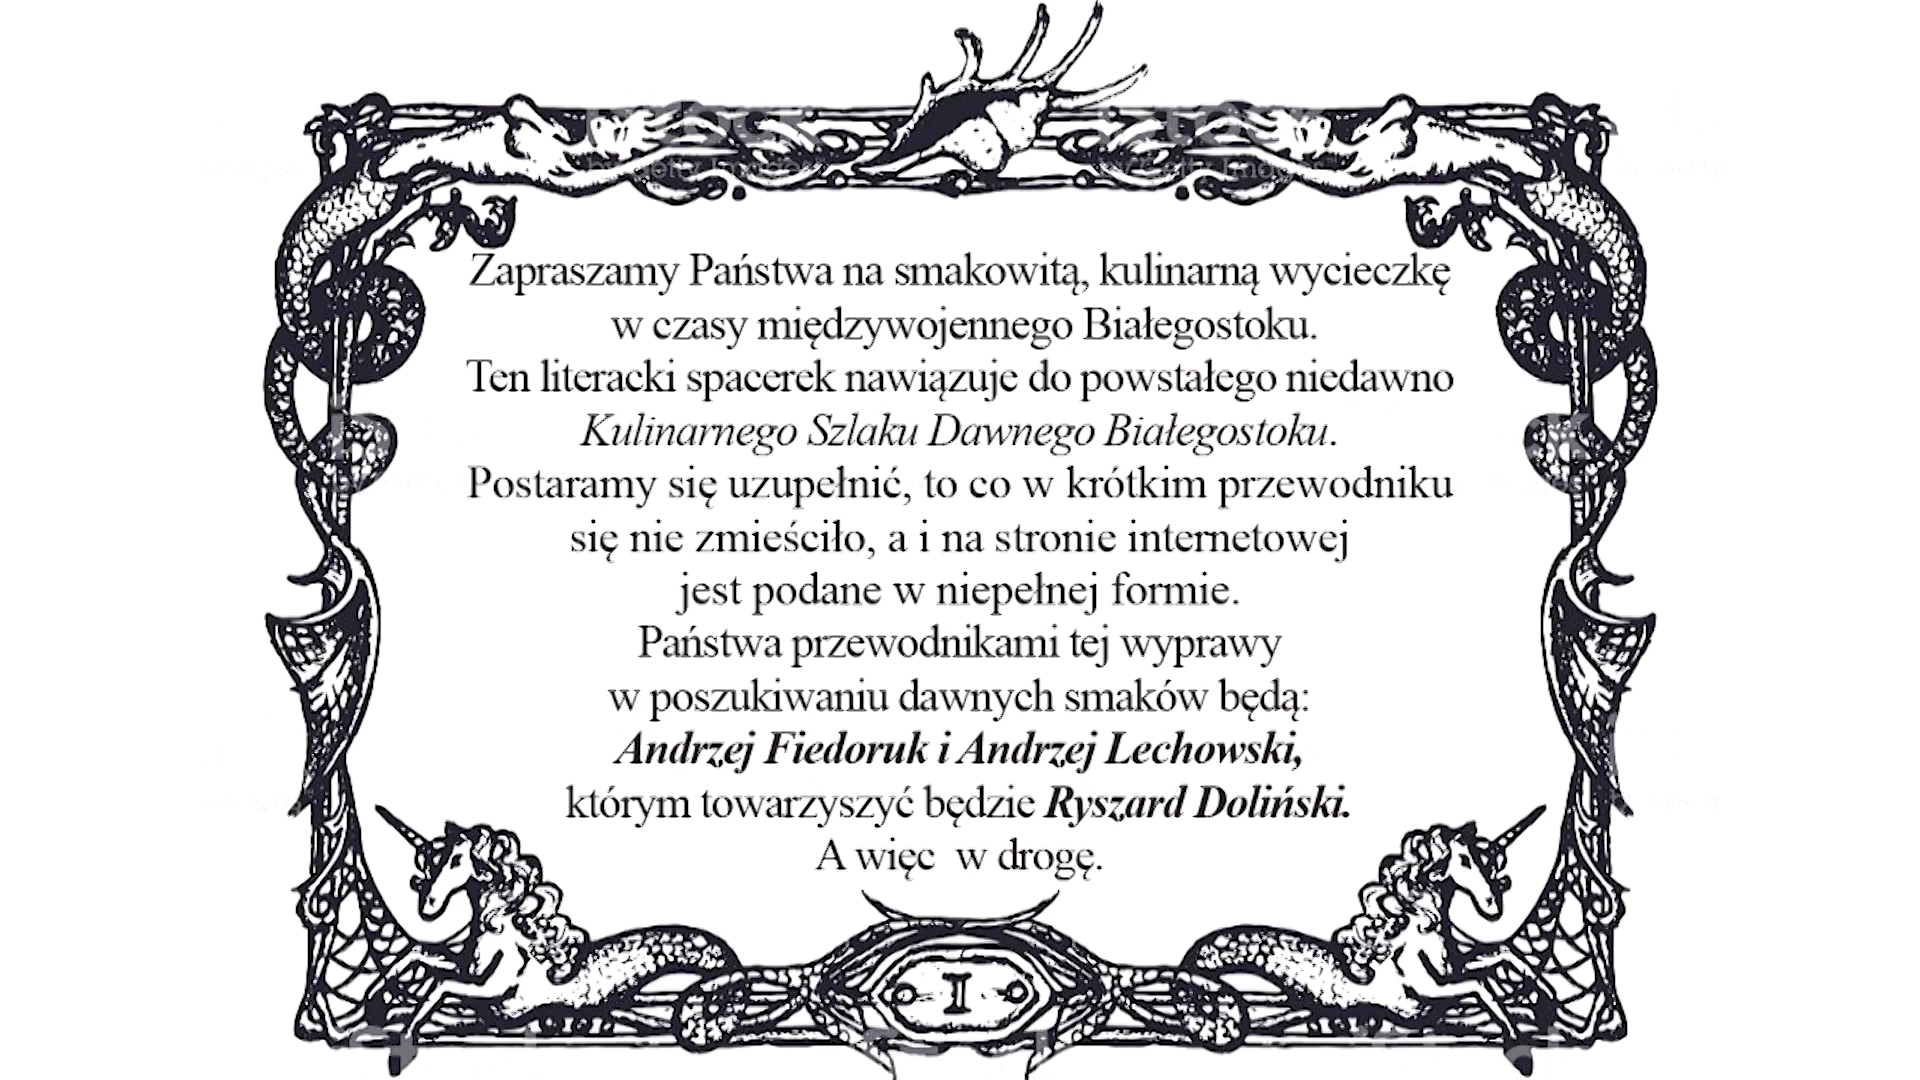 Zapraszamy Państwa na smakowitą, kulinarną wycieczkę
w czasy międzywojennego Białegostoku.
Ten literacki spacerek nawiązuje do powstałego niedawno
Kulinarnego Szlaku Dawnego Białegostoku.
Postaramy się uzupełnić, to co w krótkim przewodniku
się nie zmieściło, a i na stronie internetowej
jest podane w niepełnej formie.
Państwa przewodnikami tej wyprawy
w poszukiwaniu dawnych smaków będą:
Andrzej Fiedoruk i Andrzej Lechowski,
którym towarzyszyć będzie Ryszard Doliński.
A więc  w drogę.
I